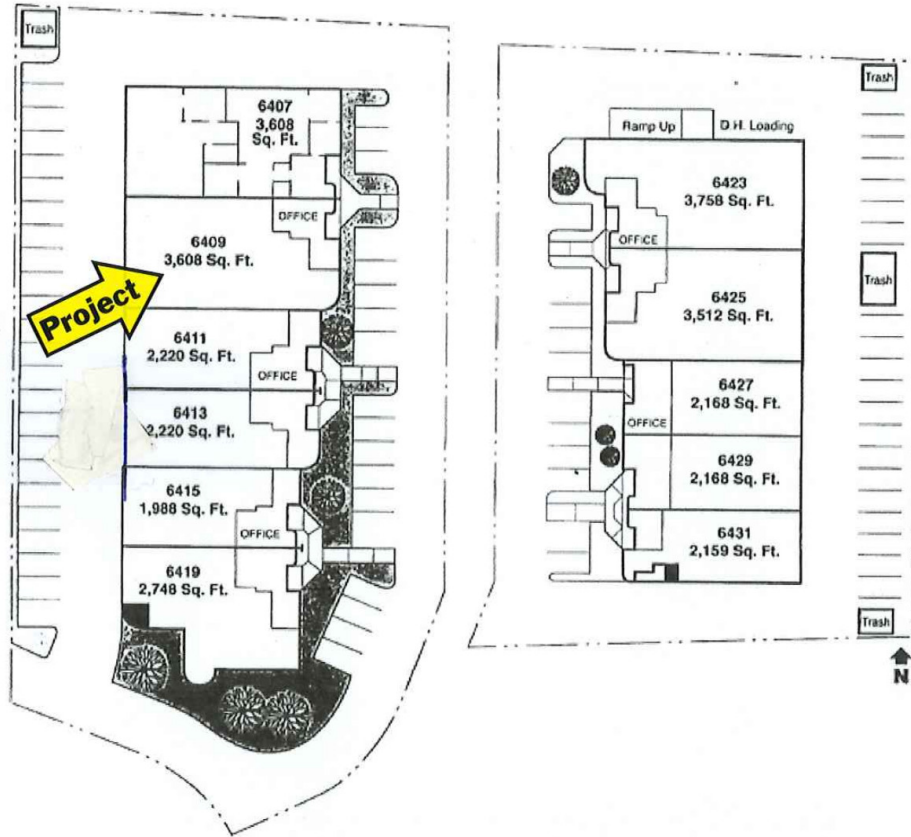 Trash
6407
3,608
Sq. Ft.
OFFICE
6409
3,608 Sq. Ft.
Project
6411
2,220 Sq. Ft.
OFFICE
6413
2,220 Sq. Ft.
6415
1,988 Sq. Ft.
OFFICE
6419
2,748 Sq. Ft.
Trash
Ramp Up
D.H. Loading
6423
3,758 Sq. Ft.
OFFICE
6425
3,512 Sq. Ft.
Trash
6427
2,168 Sq. Ft.
OFFICE
6429
2,168 Sq. Ft.
6431
2,159 Sq. Ft.
Trash
N